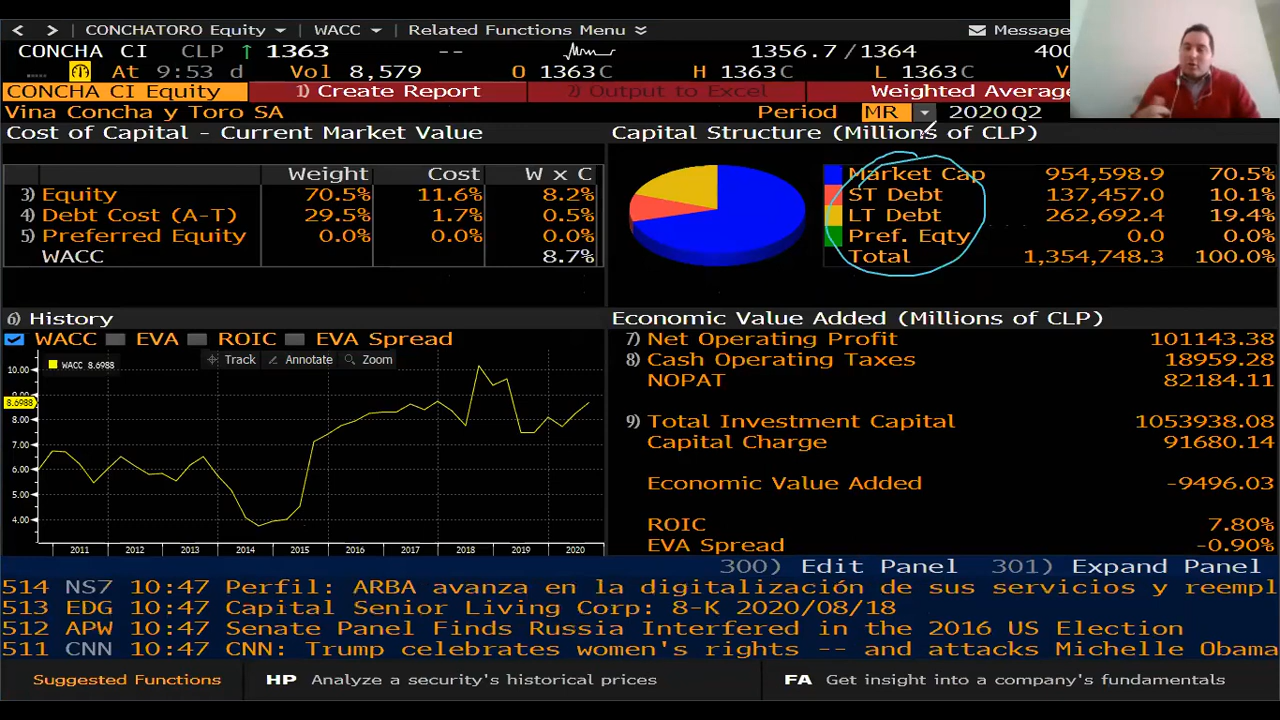 CONCHATORO Equity WACC Related Functions Menu Message
CONCHA CI CLP ↑ 1363 -- 1356.7/1364 400
At 9:53 d Vol 8,579 O 1363C H 1363C L 1363C V
CONCHA CI Equity 1) Create Report 2) Output to Excel Weighted Average
Vina Concha y Toro SA Period MR 2020 Q2
Cost of Capital - Current Market Value
Weight Cost W x C
3) Equity 70.5% 11.6% 8.2%
4) Debt Cost (A-T) 29.5% 1.7% 0.5%
5) Preferred Equity 0.0% 0.0% 0.0%
WACC 8.7%
Capital Structure (Millions of CLP)
Market Cap 954,598.9 70.5%
ST Debt 137,457.0 10.1%
LT Debt 262,692.4 19.4%
Pref. Eqty 0.0 0.0%
Total 1,354,748.3 100.0%
6) History
WACC EVA ROIC EVA Spread
Track Annotate Zoom
WACC 8.6988
10.00
9.00
8.6988
8.00
7.00
6.00
5.00
4.00
2011 2012 2013 2014 2015 2016 2017 2018 2019 2020
Economic Value Added (Millions of CLP)
7) Net Operating Profit 101143.38
8) Cash Operating Taxes 18959.28
NOPAT 82184.11
9) Total Investment Capital 1053938.08
Capital Charge 91680.14
Economic Value Added -9496.03
ROIC 7.80%
EVA Spread -0.90%
300) Edit Panel 301) Expand Panel
514 NS7 10:47 Perfil: ARBA avanza en la digitalización de sus servicios y reempl
513 EDG 10:47 Capital Senior Living Corp: 8-K 2020/08/18
512 APW 10:47 Senate Panel Finds Russia Interfered in the 2016 US Election
511 CNN 10:47 CNN: Trump celebrates women's rights -- and attacks Michelle Obama
Suggested Functions HP Analyze a security's historical prices FA Get insight into a company's fundamentals